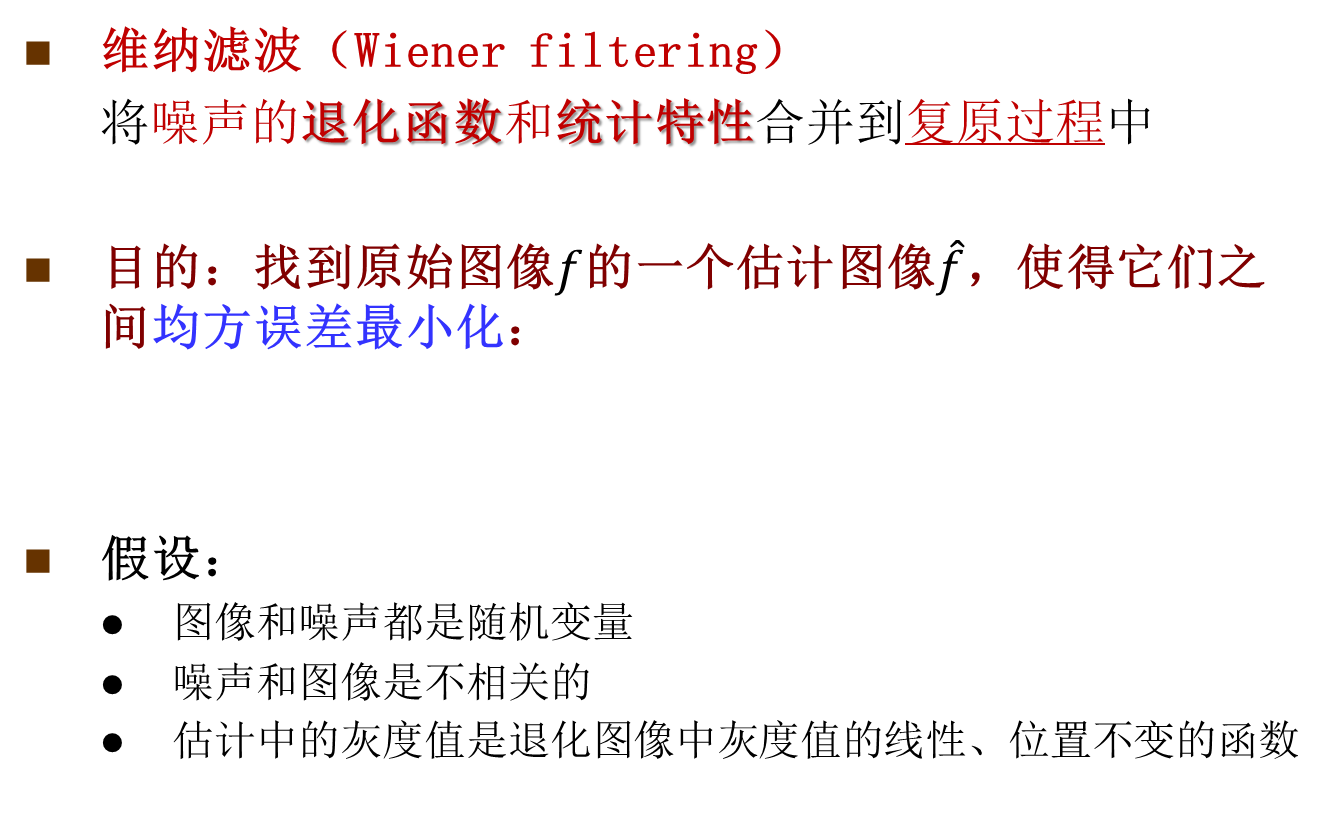 ■ 维纳滤波（Wiener filtering）
将噪声的退化函数和统计特性合并到复原过程中
■ 目的：找到原始图像f的一个估计图像f̂，使得它们之
间均方误差最小化：
■ 假设：
● 图像和噪声都是随机变量
● 噪声和图像是不相关的
● 估计中的灰度值是退化图像中灰度值的线性、位置不变的函数